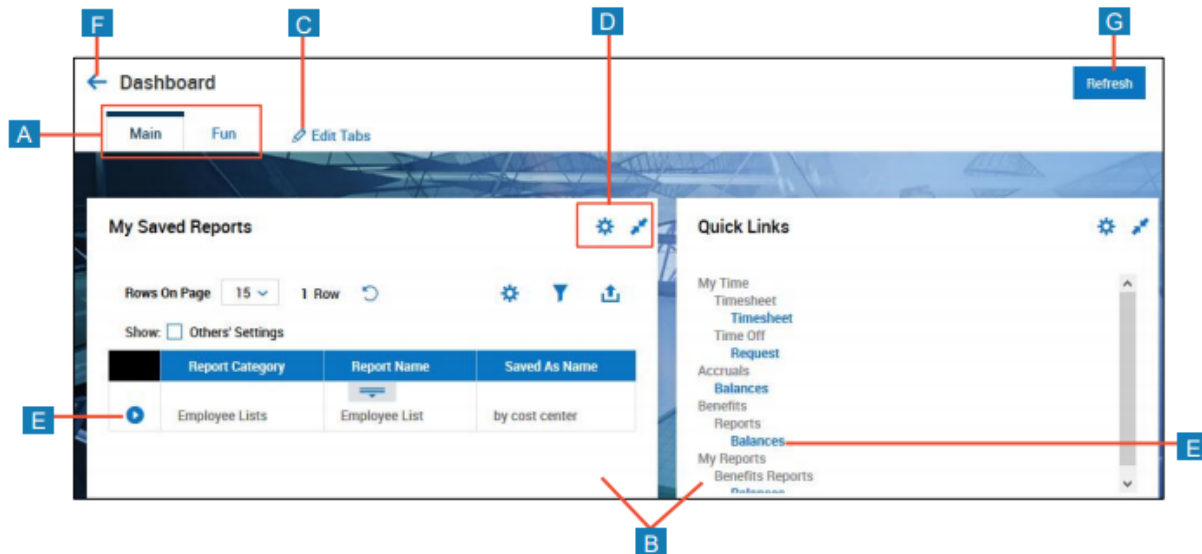 F
C
D
G
Dashboard
Refresh
A
Main
Fun
Edit Tabs
My Saved Reports
Rows On Page 15 1 Row
Show: Others' Settings
Report Category Report Name Saved As Name
E
Employee Lists Employee List by cost center
Quick Links
My Time
Timesheet
Timesheet
Time Off
Request
Accruals
Balances
Benefits
Reports
Balances
E
My Reports
Benefits Reports
Balances
B